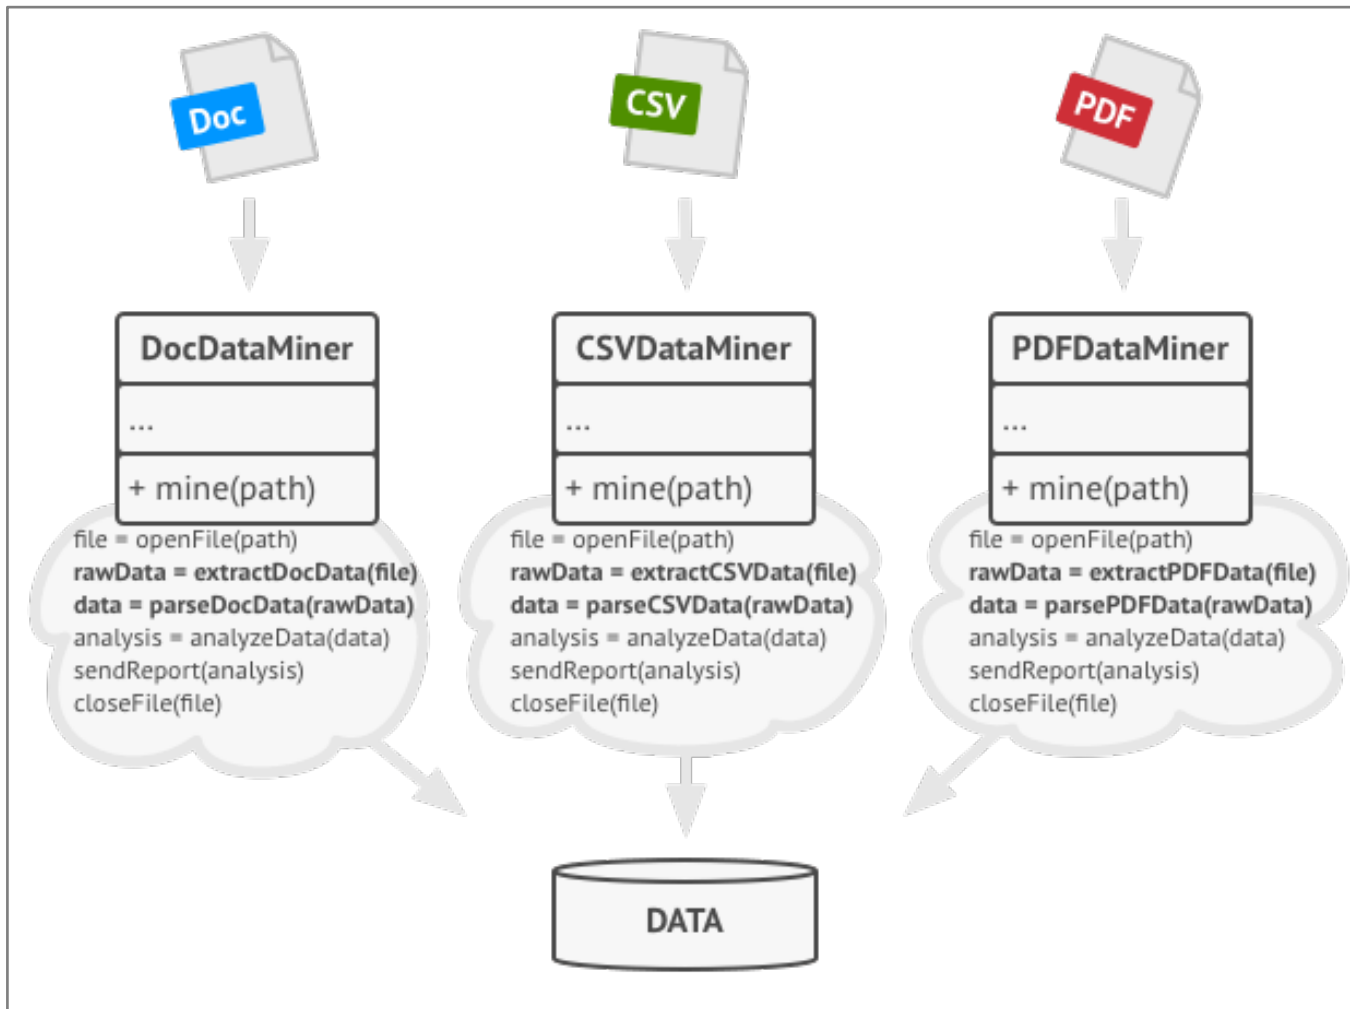 Doc
CSV
PDF
DocDataMiner
...
+ mine(path)
file = openFile(path)
rawData = extractDocData(file)
data = parseDocData(rawData)
analysis = analyzeData(data)
sendReport(analysis)
closeFile(file)
CSVDataMiner
...
+ mine(path)
file = openFile(path)
rawData = extractCSVData(file)
data = parseCSVData(rawData)
analysis = analyzeData(data)
sendReport(analysis)
closeFile(file)
PDFDataMiner
...
+ mine(path)
file = openFile(path)
rawData = extractPDFData(file)
data = parsePDFData(rawData)
analysis = analyzeData(data)
sendReport(analysis)
closeFile(file)
DATA